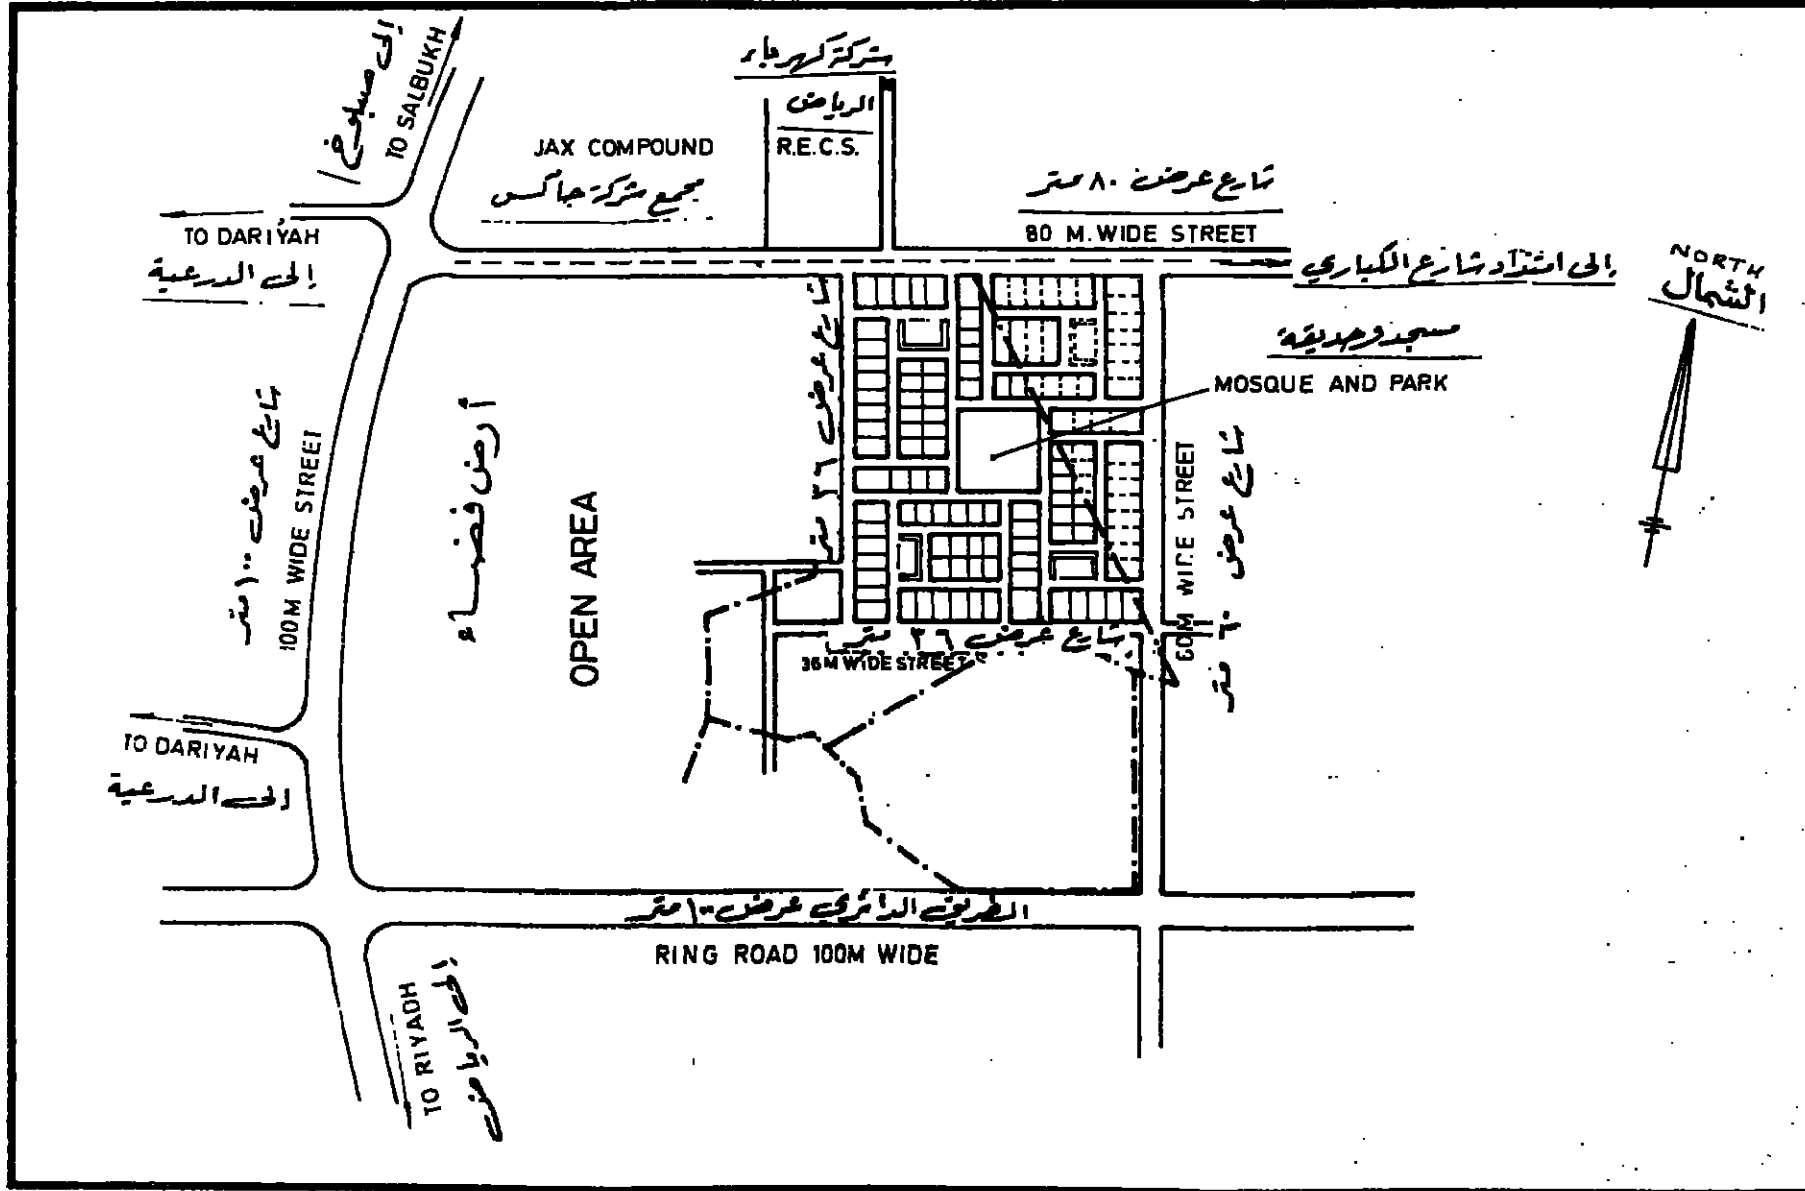 إلى صلبوخ
TO SALBUKH
شركة كهرباء
الرياض
R.E.C.S.
JAX COMPOUND
مجمع شركة جاكس
شارع عرض ٨٠ متر
80 M. WIDE STREET
TO DARIYAH
إلى الدرعية
إلى امتداد شارع الكباري
NORTH
الشمال
مسجد وحديقة
MOSQUE AND PARK
شارع عرض ٣٦ متر
شارع عرض ١٠٠ متر
100M WIDE STREET
أرض فضاء
OPEN AREA
60M WIDE STREET
شارع عرض ٦٠ متر
شارع عرض ٣٦ متر
36M WIDE STREET
TO DARIYAH
الى الدرعية
الطريق الدائري عرض ١٠٠ متر
RING ROAD 100M WIDE
TO RIYADH
إلى الرياض